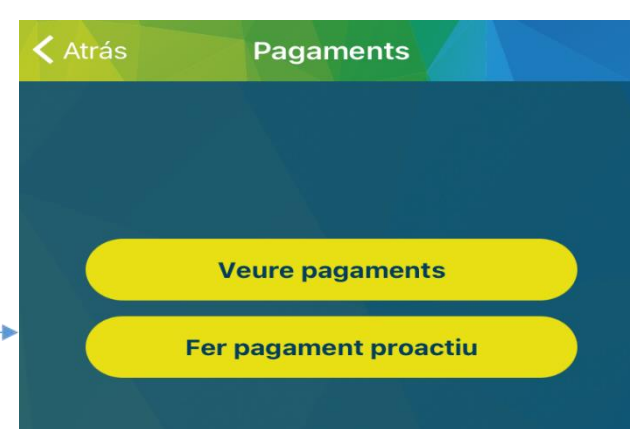 Atrás
Pagaments
Veure pagaments
Fer pagament proactiu